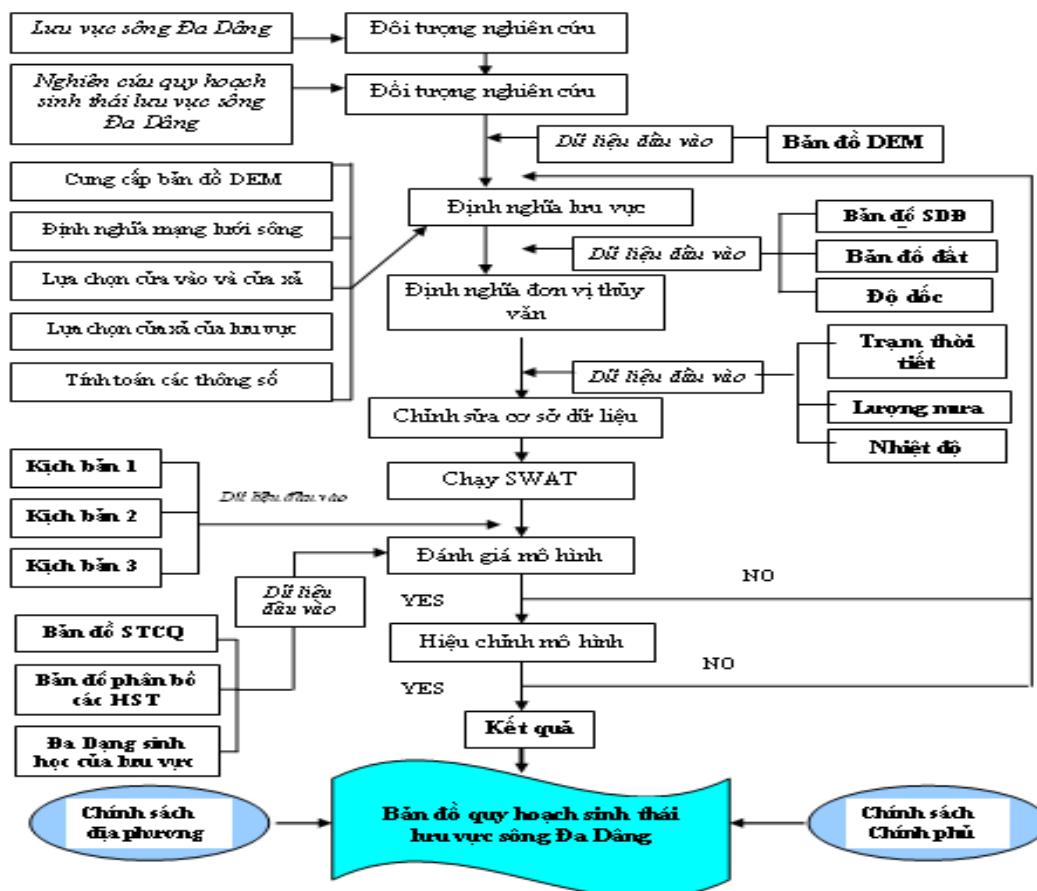 Lưu vực sông Đa Dâng
Đối tượng nghiên cứu
Nghiên cứu quy hoạch
sinh thái lưu vực sông
Đa Dâng
Đối tượng nghiên cứu
Dữ liệu đầu vào
Bản đồ DEM
Cung cấp bản đồ DEM
Định nghĩa mạng lưới sông
Lựa chọn cửa vào và cửa xả
Lựa chọn cửa xả của lưu vực
Tính toán các thông số
Định nghĩa lưu vực
Dữ liệu đầu vào
Bản đồ SDĐ
Bản đồ đất
Độ dốc
Định nghĩa đơn vị thủy
văn
Dữ liệu đầu vào
Trạm thời
tiết
Lượng mưa
Nhiệt độ
Chỉnh sửa cơ sở dữ liệu
Chạy SWAT
Kịch bản 1
Kịch bản 2
Kịch bản 3
Dữ liệu đầu vào
Đánh giá mô hình
NO
YES
Dữ liệu
đầu vào
Bản đồ STCQ
Bản đồ phân bố
các HST
Đa Dạng sinh
học của lưu vực
Hiệu chỉnh mô hình
NO
YES
Kết quả
Chính sách
địa phương
Bản đồ quy hoạch sinh thái
lưu vực sông Đa Dâng
Chính sách
Chính phủ